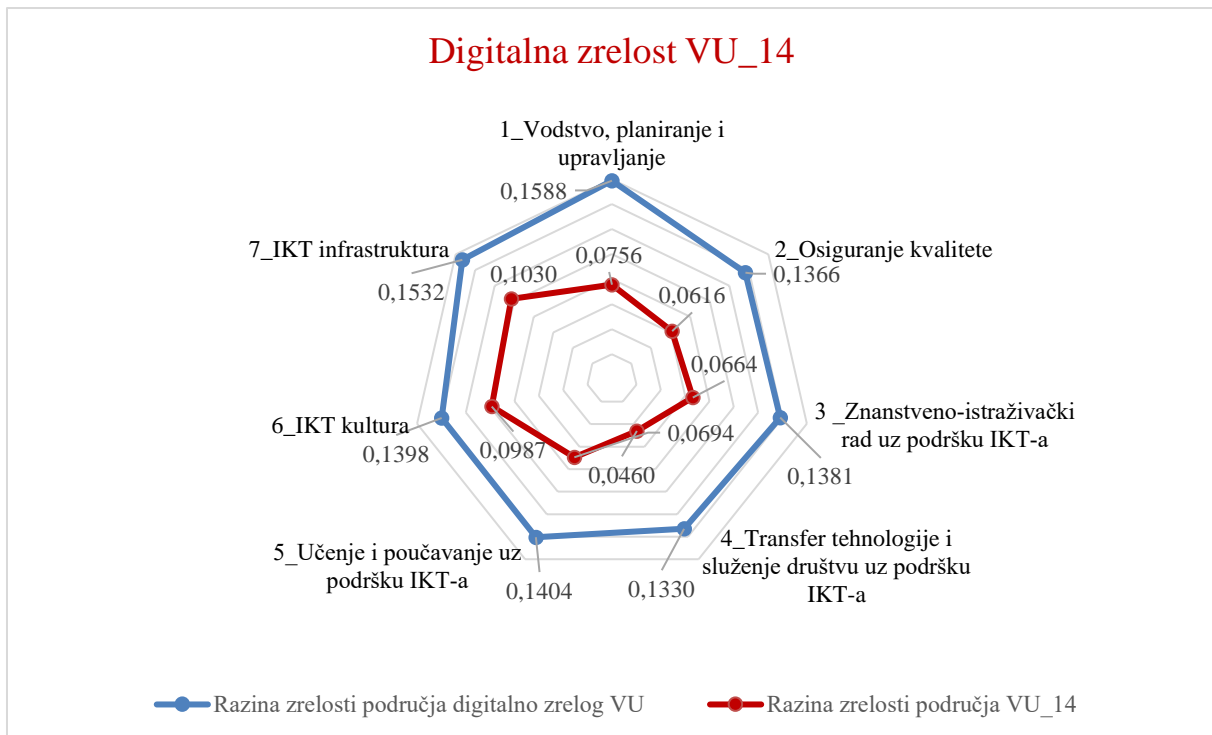 Digitalna zrelost VU_14
1_Vodstvo, planiranje i
upravljanje
0,1588
2_Osiguranje kvalitete
0,1366
7_IKT infrastruktura
0,1532
0,1030
0,0756
0,0616
0,0664
3 _Znanstveno-istraživački
rad uz podršku IKT-a
0,1381
6_IKT kultura
0,1398
0,0987
0,0694
0,0460
4_Transfer tehnologije i
služenje društvu uz podršku
IKT-a
0,1330
5_Učenje i poučavanje uz
podršku IKT-a
0,1404
Razina zrelosti područja digitalno zrelog VU
Razina zrelosti područja VU_14